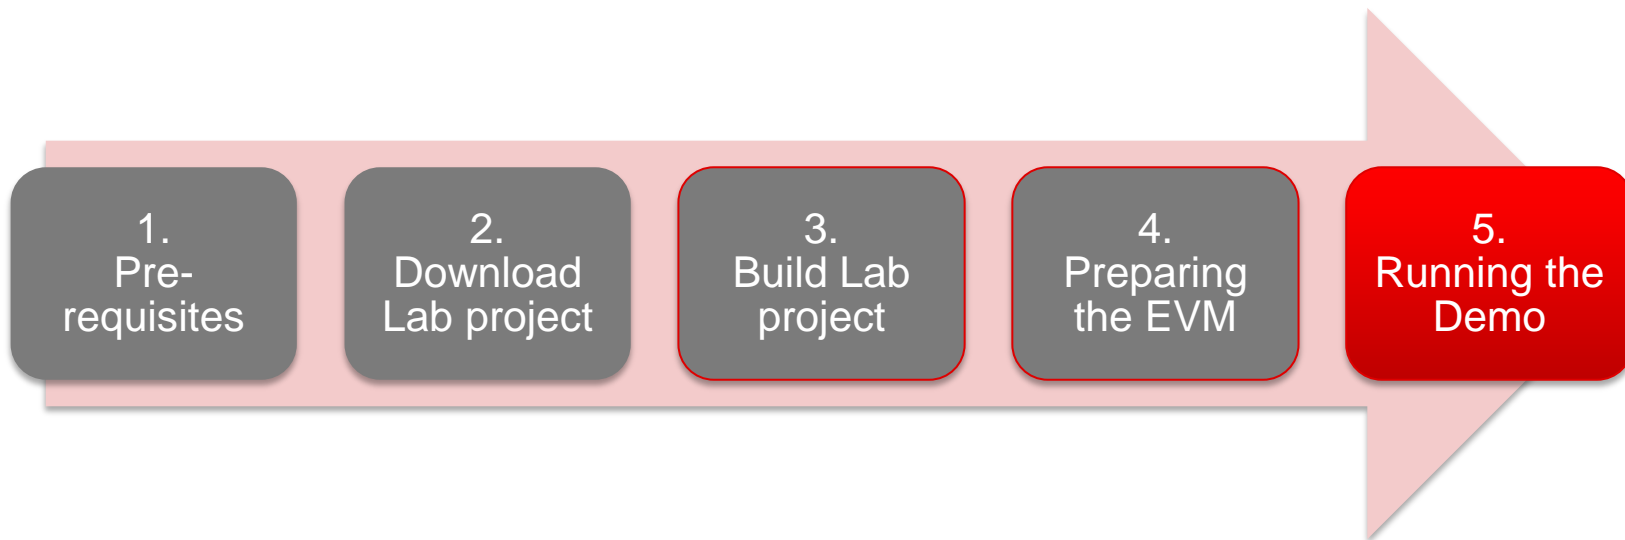 1.
Pre-
requisites
2.
Download
Lab project
3.
Build Lab
project
4.
Preparing
the EVM
5.
Running the
Demo